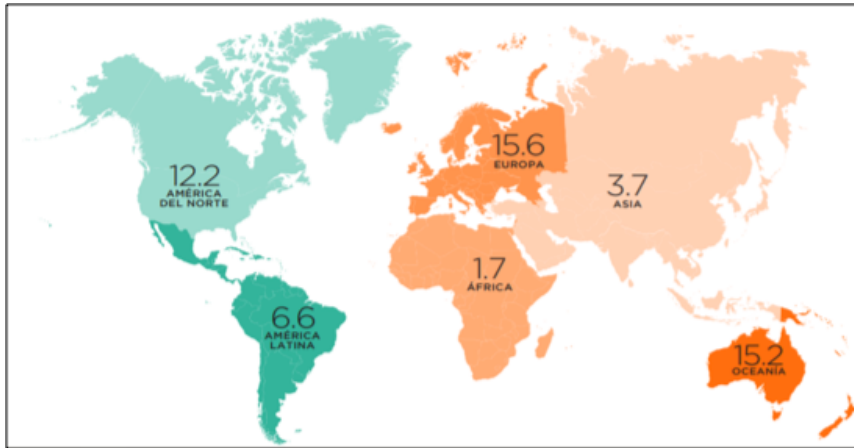 12.2
AMÉRICA
DEL NORTE
15.6
EUROPA
3.7
ASIA
1.7
ÁFRICA
6.6
AMÉRICA
LATINA
15.2
OCEANÍA